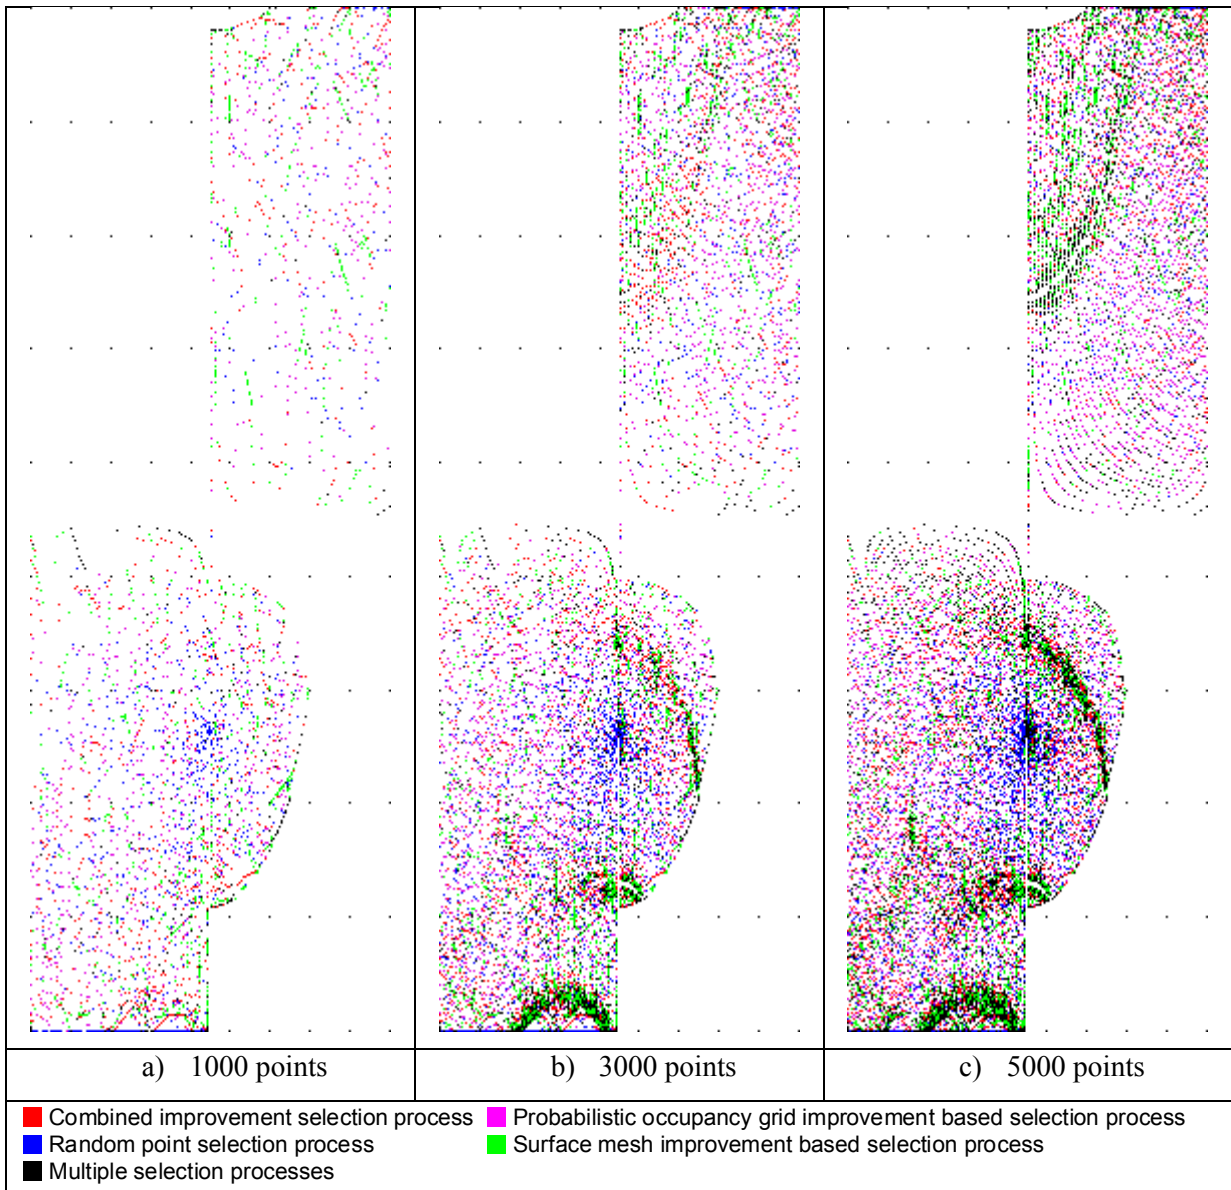 a) 1000 points
b) 3000 points
c) 5000 points
Combined improvement selection process
Probabilistic occupancy grid improvement based selection process
Random point selection process
Surface mesh improvement based selection process
Multiple selection processes